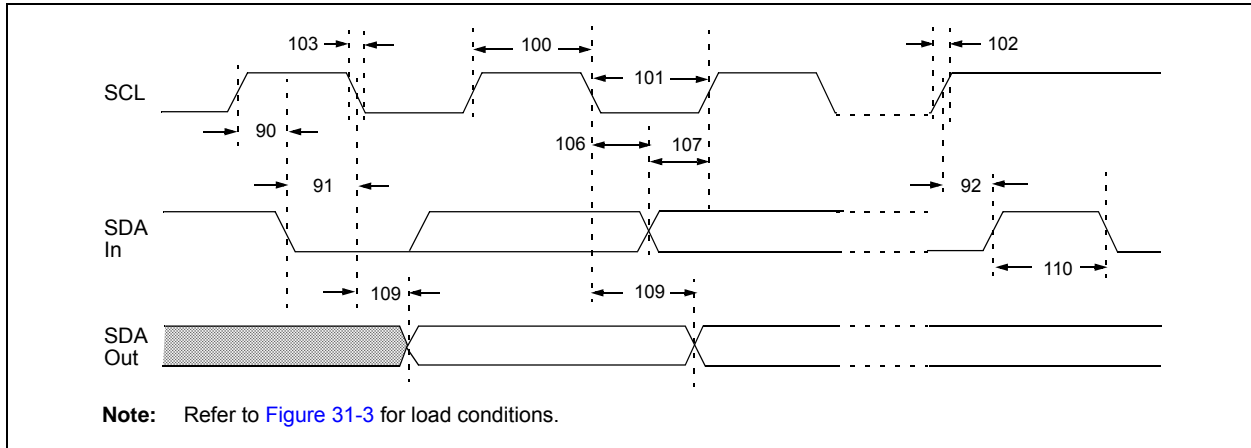 103
100
102
101
SCL
90
106
107
91
92
SDA
In
110
109
109
SDA
Out
Note: Refer to Figure 31-3 for load conditions.